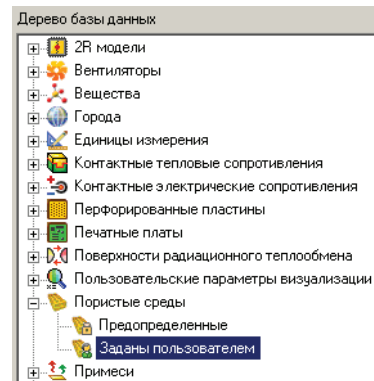 Дерево базы данных
2R модели
Вентиляторы
Вещества
Города
Единицы измерения
Контактные тепловые сопротивления
Контактные электрические сопротивления
Перфорированные пластины
Печатные платы
Поверхности радиационного теплообмена
Пользовательские параметры визуализации
Пористые среды
Предопределенные
Заданы пользователем
Примеси